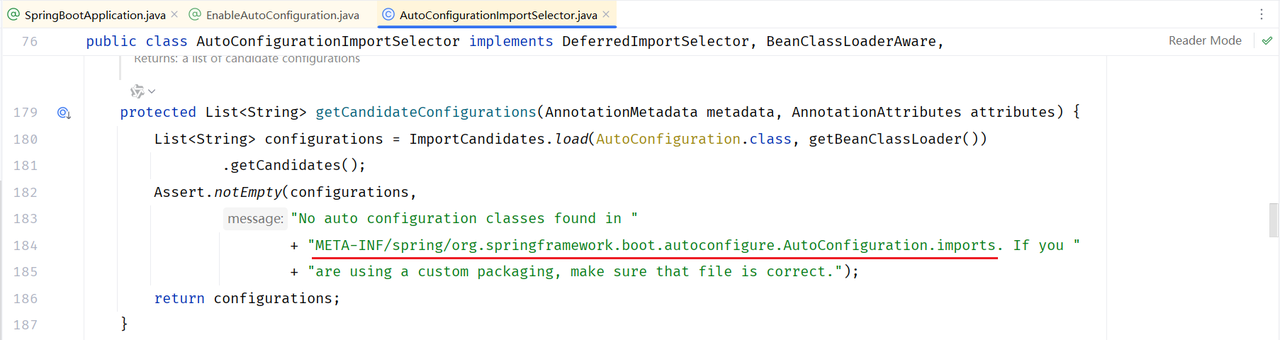 SpringBootApplication.java × EnableAutoConfiguration.java AutoConfigurationImportSelector.java ×
76 public class AutoConfigurationImportSelector implements DeferredImportSelector, BeanClassLoaderAware, Reader Mode
Returns: a list of candidate configurations
179 protected List<String> getCandidateConfigurations(AnnotationMetadata metadata, AnnotationAttributes attributes) {
180 List<String> configurations = ImportCandidates.load(AutoConfiguration.class, getBeanClassLoader())
181 .getCandidates();
182 Assert.notEmpty(configurations,
183 message: "No auto configuration classes found in "
184 + "META-INF/spring/org.springframework.boot.autoconfigure.AutoConfiguration.imports. If you "
185 + "are using a custom packaging, make sure that file is correct.");
186 return configurations;
187 }